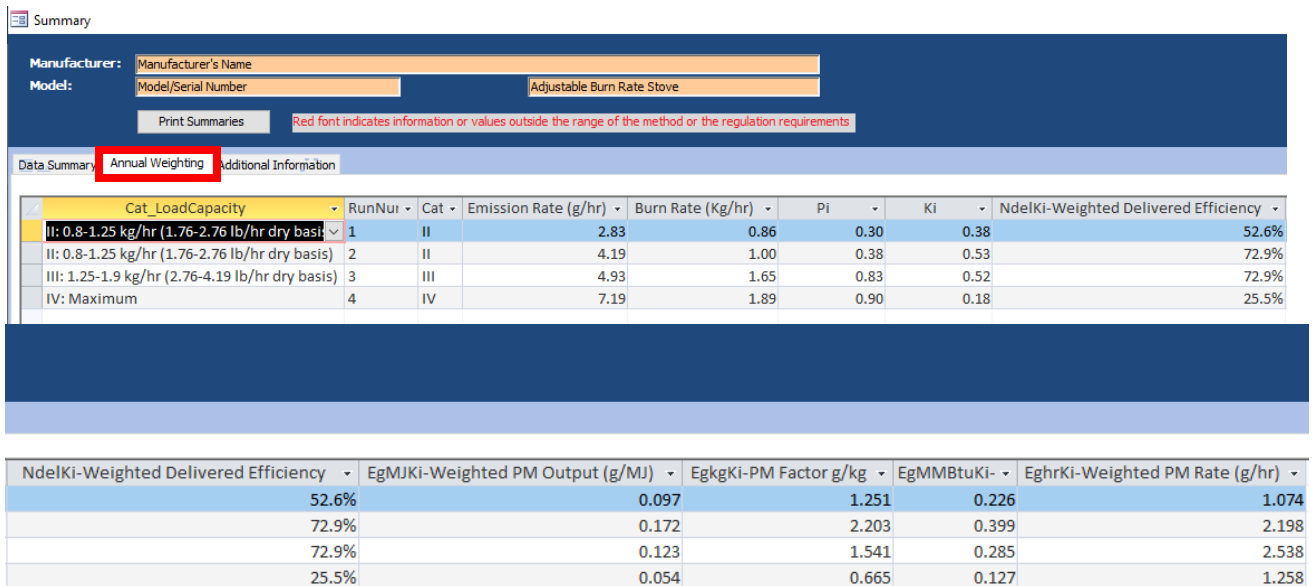 Summary
Manufacturer: Manufacturer's Name
Model: Model/Serial Number Adjustable Burn Rate Stove
Print Summaries Red font indicates information or values outside the range of the method or the regulation requirements
Data Summary Annual Weighting Additional Information
Cat_LoadCapacity RunNur Cat Emission Rate (g/hr) Burn Rate (Kg/hr) Pi Ki NdelKi-Weighted Delivered Efficiency
II: 0.8-1.25 kg/hr (1.76-2.76 lb/hr dry basi: 1 II 2.83 0.86 0.30 0.38 52.6%
II: 0.8-1.25 kg/hr (1.76-2.76 lb/hr dry basis) 2 II 4.19 1.00 0.38 0.53 72.9%
III: 1.25-1.9 kg/hr (2.76-4.19 lb/hr dry basis) 3 III 4.93 1.65 0.83 0.52 72.9%
IV: Maximum 4 IV 7.19 1.89 0.90 0.18 25.5%
NdelKi-Weighted Delivered Efficiency EgMJKi-Weighted PM Output (g/MJ) EgkgKi-PM Factor g/kg EgMMBtuKi- EghrKi-Weighted PM Rate (g/hr)
52.6% 0.097 1.251 0.226 1.074
72.9% 0.172 2.203 0.399 2.198
72.9% 0.123 1.541 0.285 2.538
25.5% 0.054 0.665 0.127 1.258